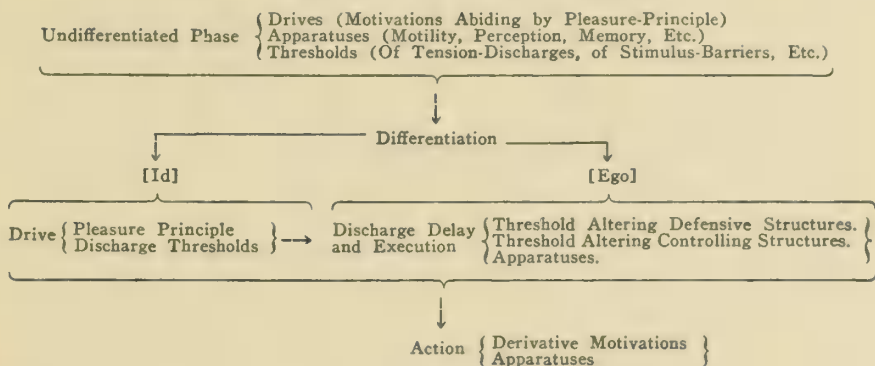 Drives (Motivations Abiding by Pleasure-Principle)
Undifferentiated Phase Apparatuses (Motility, Perception, Memory, Etc.)
Thresholds (Of Tension-Discharges, of Stimulus-Barriers, Etc.)
Differentiation
[Id] [Ego]
Drive Pleasure Principle Discharge Delay Threshold Altering Defensive Structures.
Discharge Thresholds and Execution Threshold Altering Controlling Structures.
Apparatuses.
Action Derivative Motivations
Apparatuses